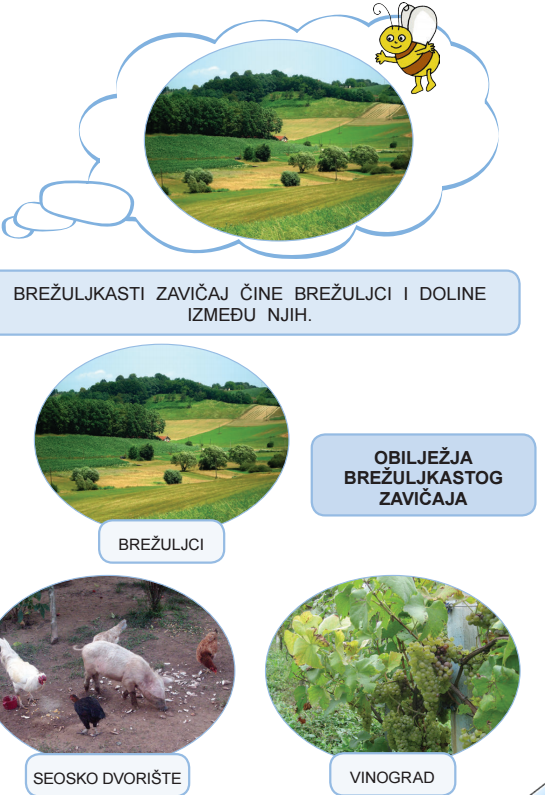 BREŽULJKASTI ZAVIČAJ ČINE BREŽULJCI I DOLINE
IZMEĐU NJIH.
OBILJEŽJA
BREŽULJKASTOG
ZAVIČAJA
BREŽULJCI
SEOSKO DVORIŠTE
VINOGRAD